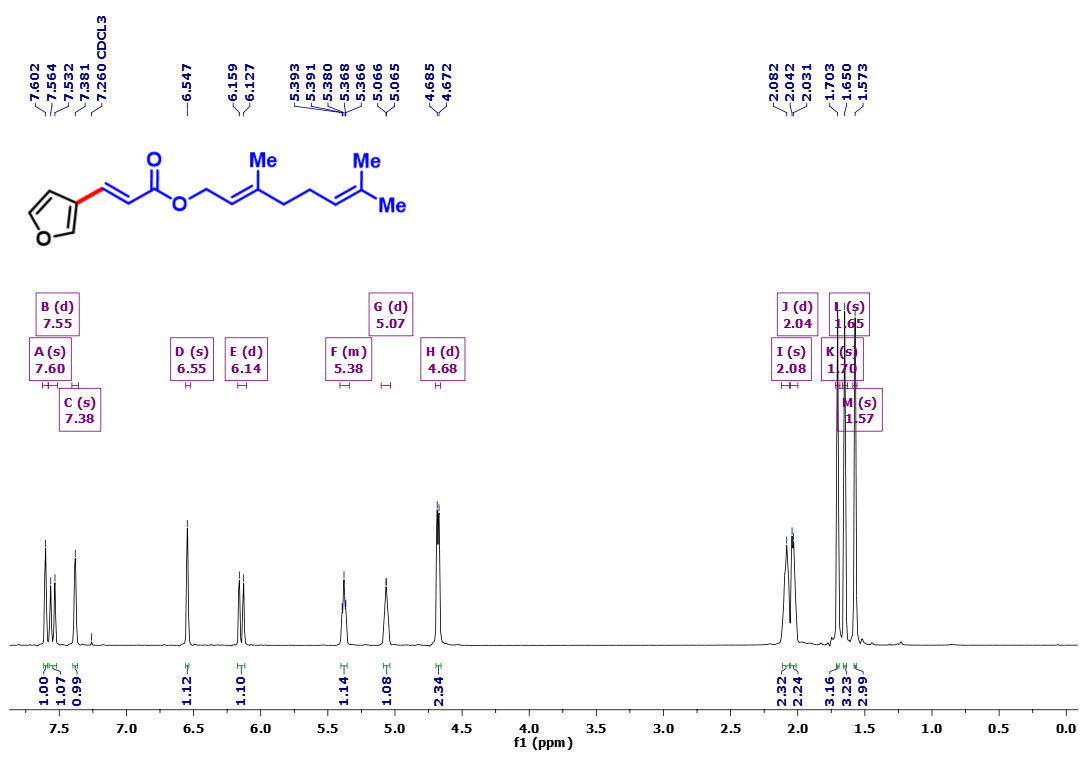 7.602
7.564
7.532
7.381
7.260 CDCL3
6.547
6.159
6.127
5.393
5.391
5.380
5.368
5.366
5.066
5.065
4.685
4.672
2.082
2.042
2.031
1.703
1.650
1.573
O
Me
Me
O
Me
O
B (d)
7.55
G (d)
5.07
J (d)
2.04
L (s)
1.65
A (s)
7.60
D (s)
6.55
E (d)
6.14
F (m)
5.38
H (d)
4.68
I (s)
2.08
K (s)
1.70
C (s)
7.38
M (s)
1.57
1.00
1.07
0.99
1.12
1.10
1.14
1.08
2.34
2.32
2.24
3.16
3.23
2.99
7.5 7.0 6.5 6.0 5.5 5.0 4.5 4.0 3.5 3.0 2.5 2.0 1.5 1.0 0.5 0.0
f1 (ppm)